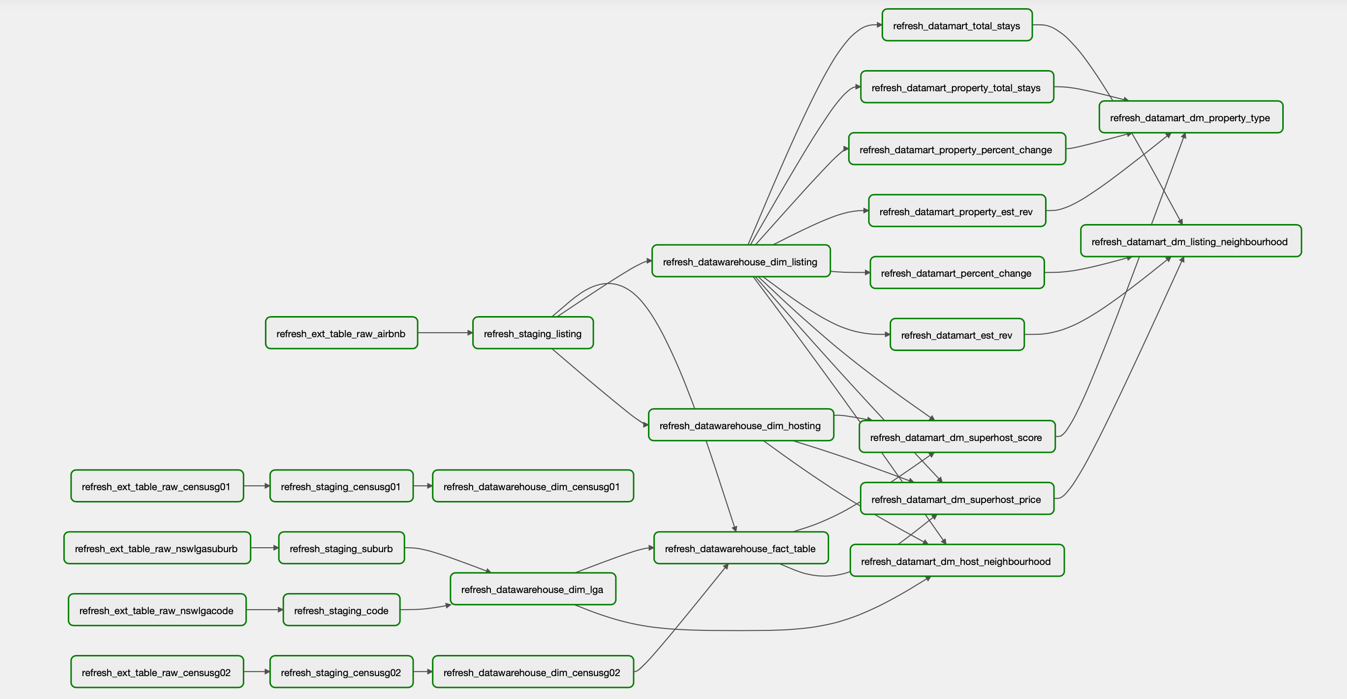 refresh_datamart_total_stays
refresh_datamart_property_total_stays
refresh_datamart_dm_property_type
refresh_datamart_property_percent_change
refresh_datamart_property_est_rev
refresh_datamart_dm_listing_neighbourhood
refresh_datawarehouse_dim_listing
refresh_datamart_percent_change
refresh_ext_table_raw_airbnb
refresh_staging_listing
refresh_datamart_est_rev
refresh_datawarehouse_dim_hosting
refresh_datamart_dm_superhost_score
refresh_ext_table_raw_censusg01
refresh_staging_censusg01
refresh_datawarehouse_dim_censusg01
refresh_datamart_dm_superhost_price
refresh_ext_table_raw_nswlgasuburb
refresh_staging_suburb
refresh_datawarehouse_fact_table
refresh_datamart_dm_host_neighbourhood
refresh_datawarehouse_dim_lga
refresh_ext_table_raw_nswlgacode
refresh_staging_code
refresh_ext_table_raw_censusg02
refresh_staging_censusg02
refresh_datawarehouse_dim_censusg02